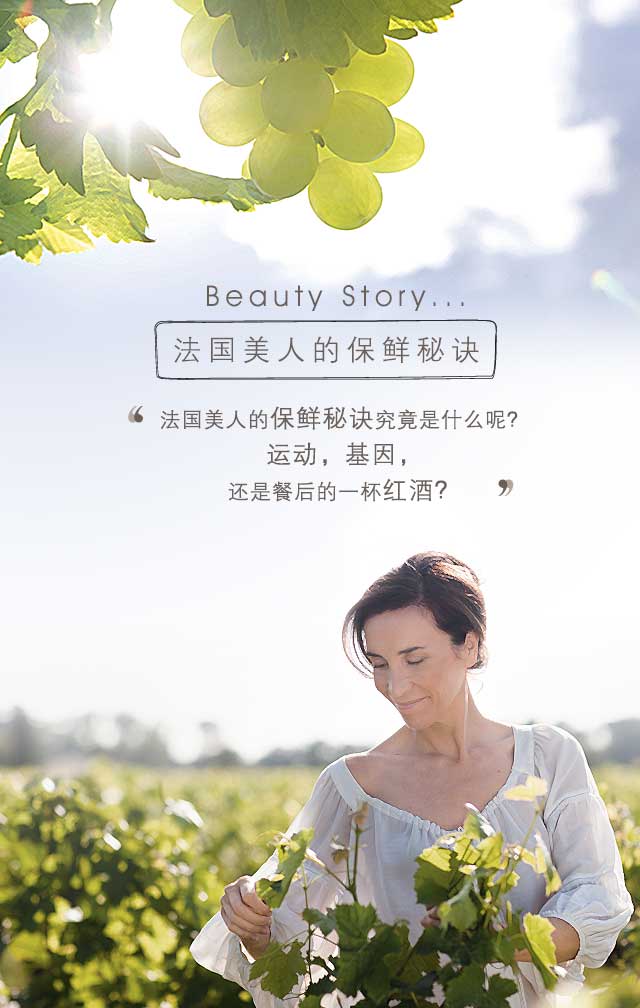 Beauty Story...
法国美人的保鲜秘诀
“ 法国美人的保鲜秘诀究竟是什么呢?
运动，基因，
还是餐后的一杯红酒? ”